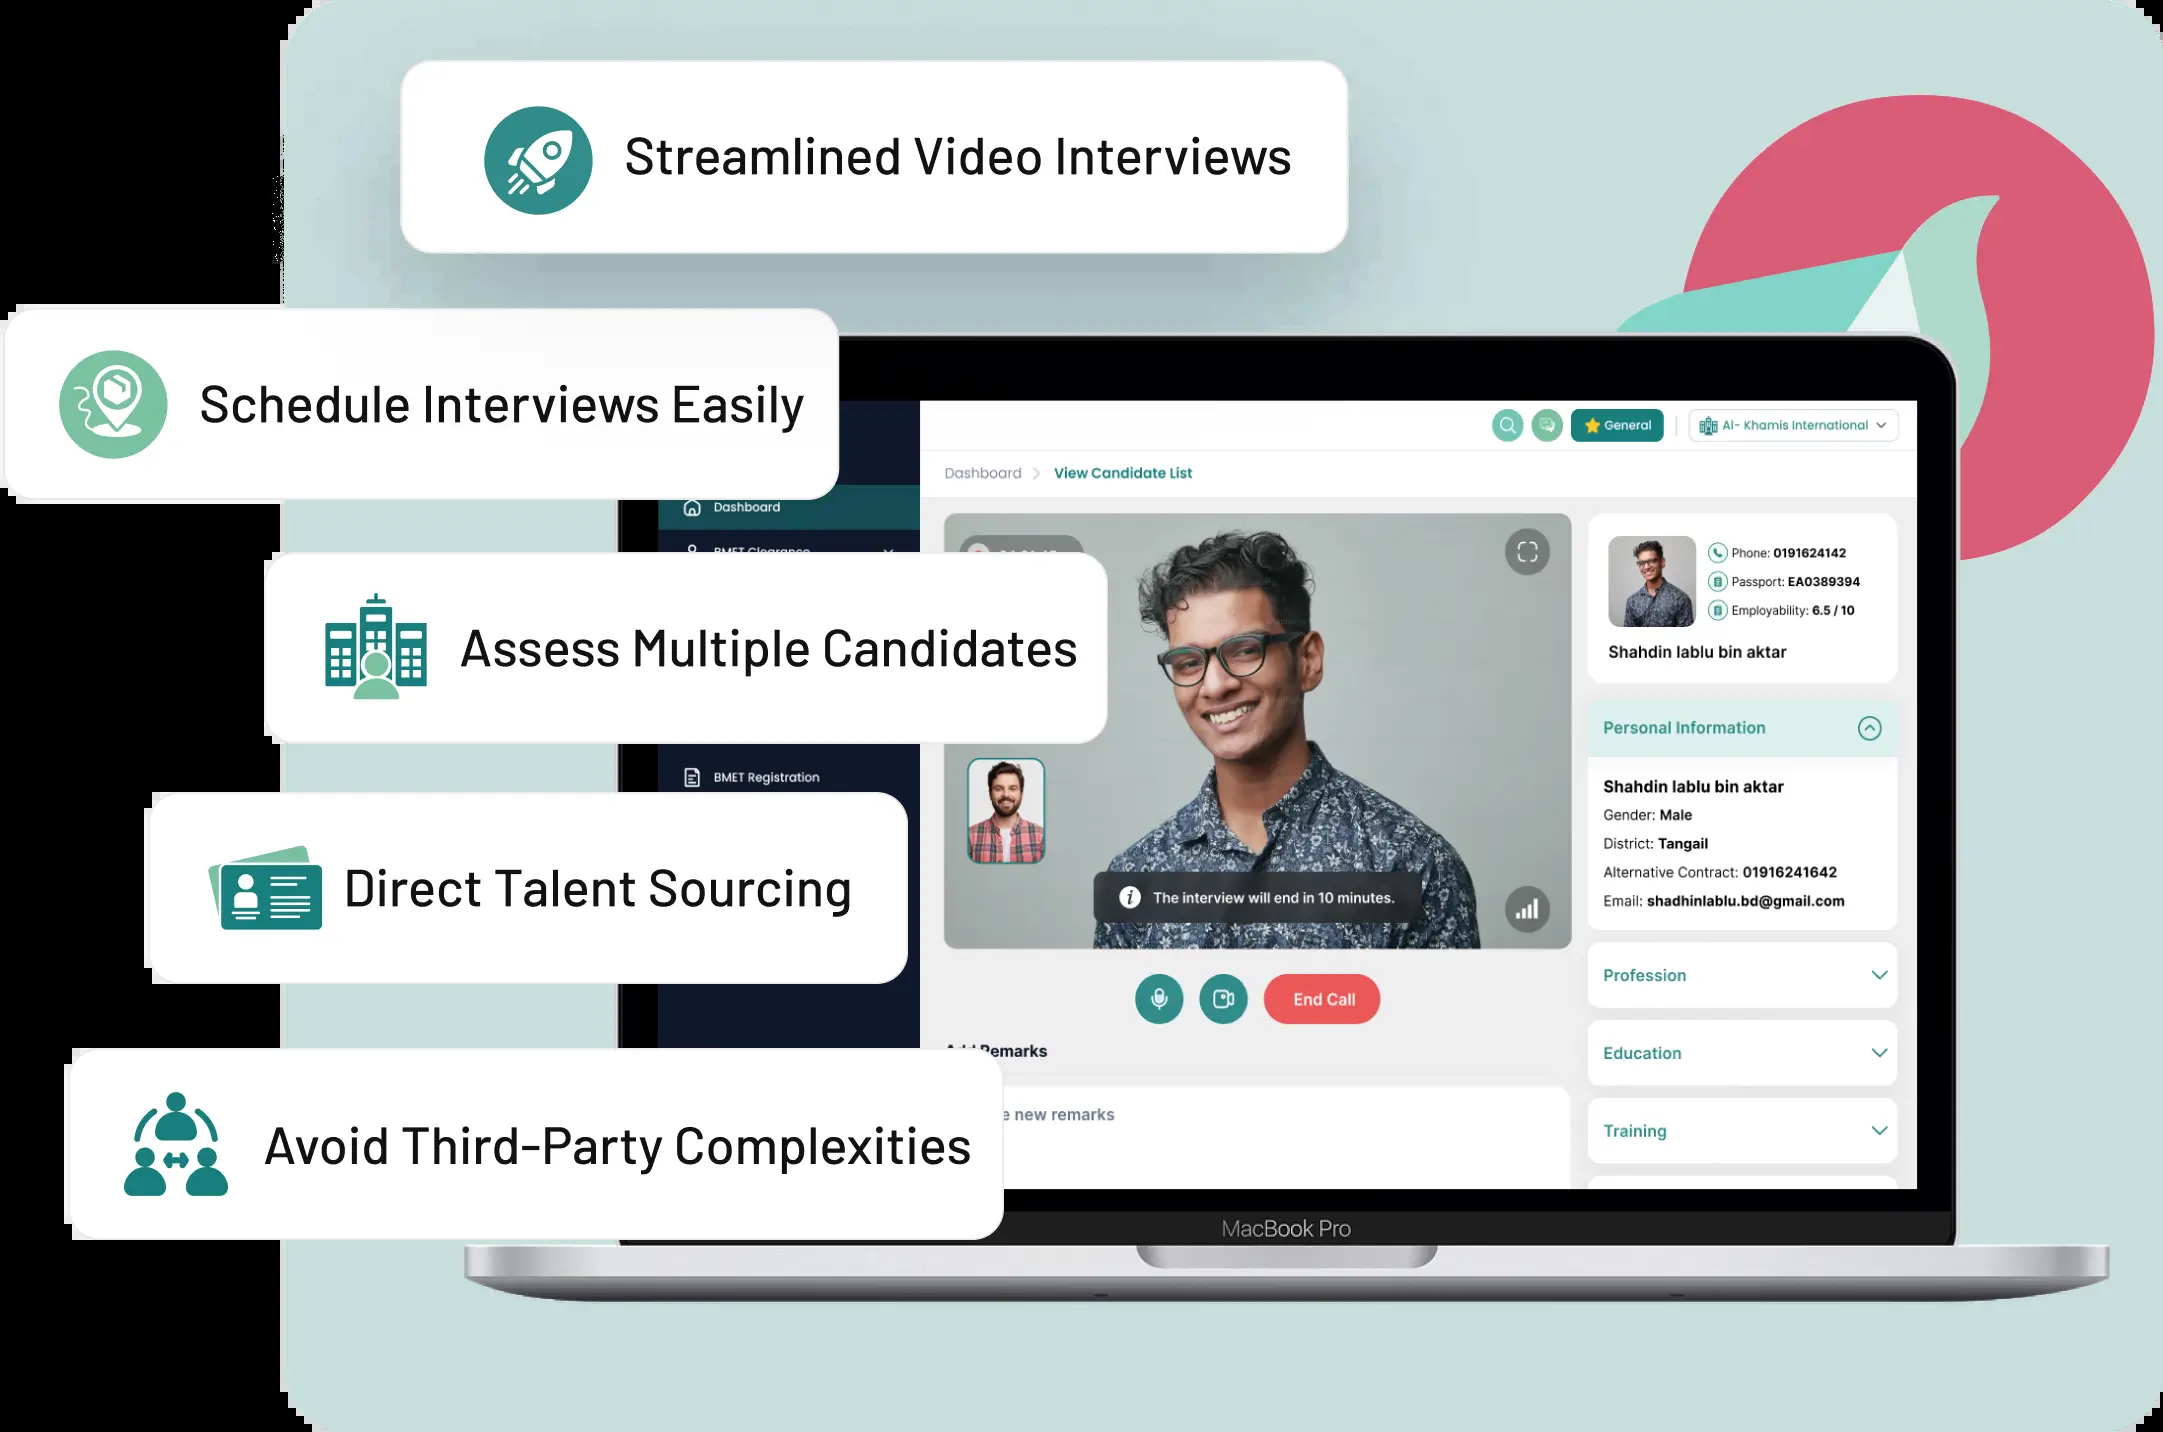 Streamlined Video Interviews
Schedule Interviews Easily
Assess Multiple Candidates
Direct Talent Sourcing
Avoid Third-Party Complexities
General
Al- Khamis International
Dashboard
View Candidate List
Dashboard
BMET Clearance
BMET Registration
The interview will end in 10 minutes.
End Call
Remarks
new remarks
Phone: 0191624142
Passport: EA0389394
Employability: 6.5 / 10
Shahdin lablu bin aktar
Personal Information
Shahdin lablu bin aktar
Gender: Male
District: Tangail
Alternative Contract: 01916241642
Email: shadhinlablu.bd@gmail.com
Profession
Education
Training
MacBook Pro